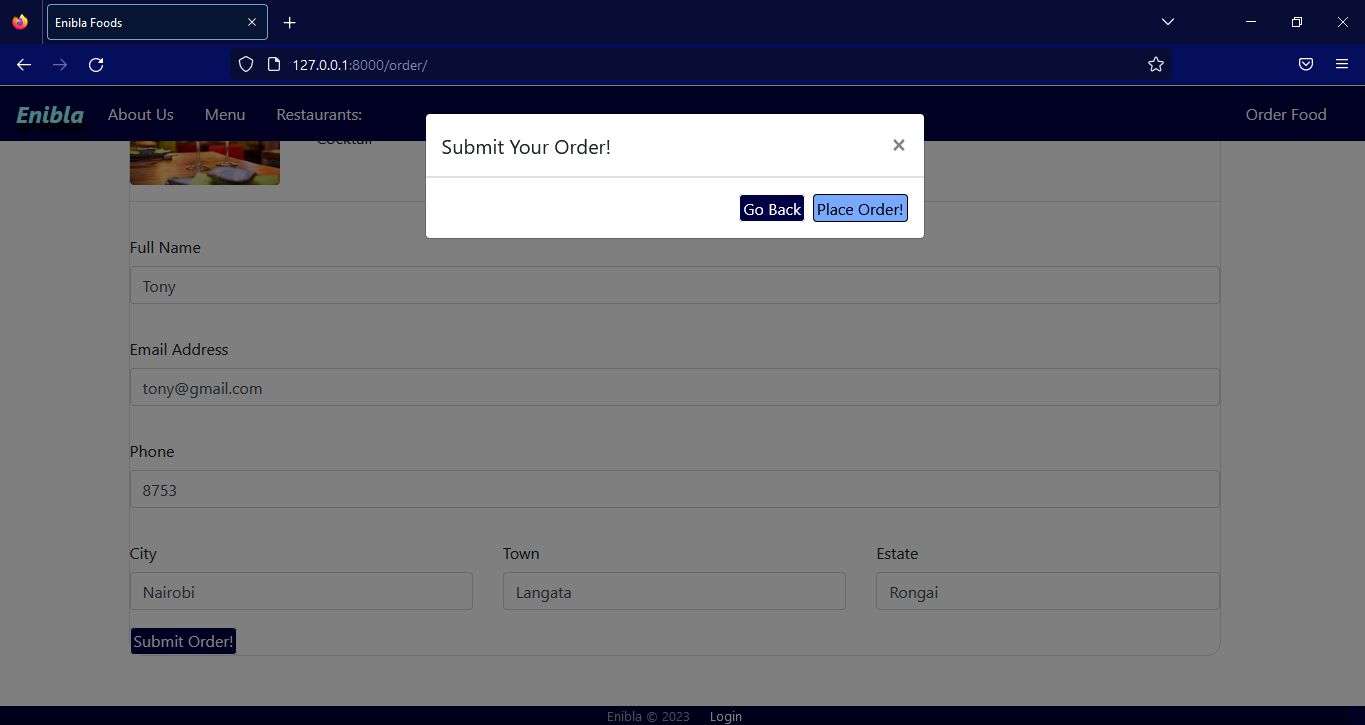 Enibla Foods
127.0.0.1:8000/order/
Enibla About Us Menu Restaurants: Order Food
Cocktail
Submit Your Order! ×
Go Back Place Order!
Full Name
Tony
Email Address
tony@gmail.com
Phone
8753
City Town Estate
Nairobi Langata Rongai
Submit Order!
Enibla © 2023 Login